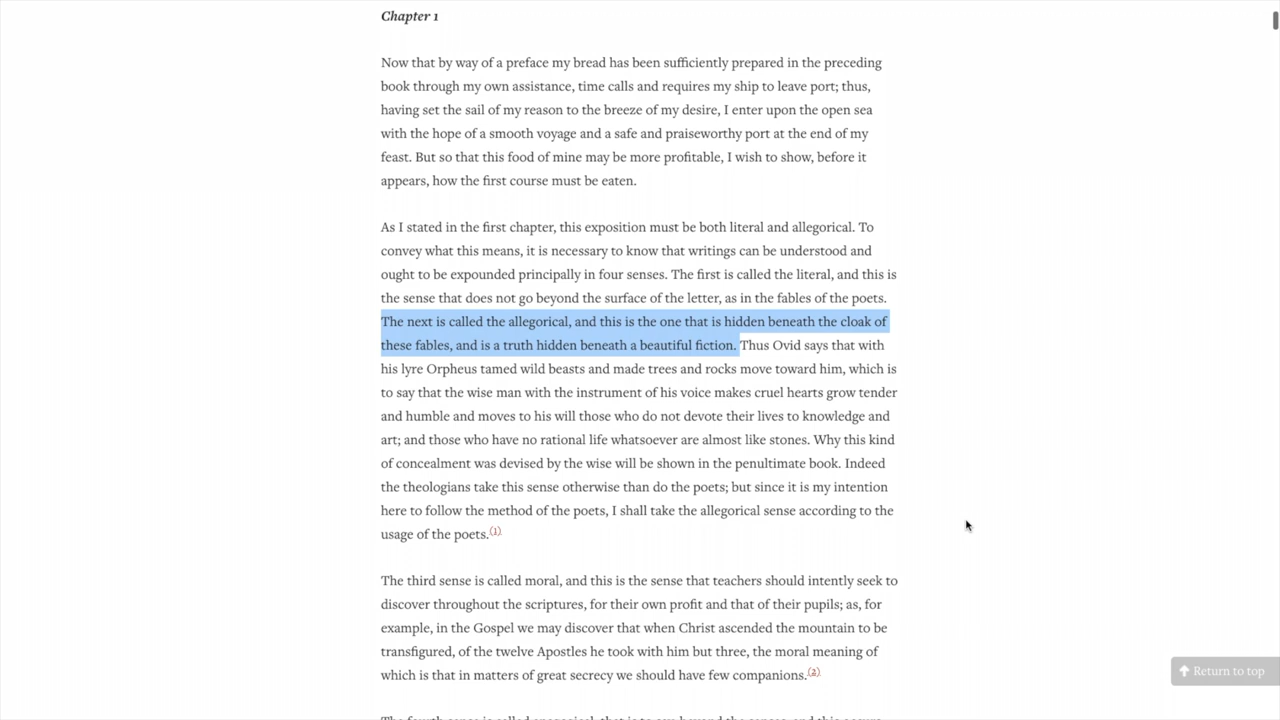 Chapter 1
Now that by way of a preface my bread has been sufficiently prepared in the preceding
book through my own assistance, time calls and requires my ship to leave port; thus,
having set the sail of my reason to the breeze of my desire, I enter upon the open sea
with the hope of a smooth voyage and a safe and praiseworthy port at the end of my
feast. But so that this food of mine may be more profitable, I wish to show, before it
appears, how the first course must be eaten.
As I stated in the first chapter, this exposition must be both literal and allegorical. To
convey what this means, it is necessary to know that writings can be understood and
ought to be expounded principally in four senses. The first is called the literal, and this is
the sense that does not go beyond the surface of the letter, as in the fables of the poets.
The next is called the allegorical, and this is the one that is hidden beneath the cloak of
these fables, and is a truth hidden beneath a beautiful fiction. Thus Ovid says that with
his lyre Orpheus tamed wild beasts and made trees and rocks move toward him, which is
to say that the wise man with the instrument of his voice makes cruel hearts grow tender
and humble and moves to his will those who do not devote their lives to knowledge and
art; and those who have no rational life whatsoever are almost like stones. Why this kind
of concealment was devised by the wise will be shown in the penultimate book. Indeed
the theologians take this sense otherwise than do the poets; but since it is my intention
here to follow the method of the poets, I shall take the allegorical sense according to the
usage of the poets.(1)
The third sense is called moral, and this is the sense that teachers should intently seek to
discover throughout the scriptures, for their own profit and that of their pupils; as, for
example, in the Gospel we may discover that when Christ ascended the mountain to be
transfigured, of the twelve Apostles he took with him but three, the moral meaning of
which is that in matters of great secrecy we should have few companions.(2)
Return to top